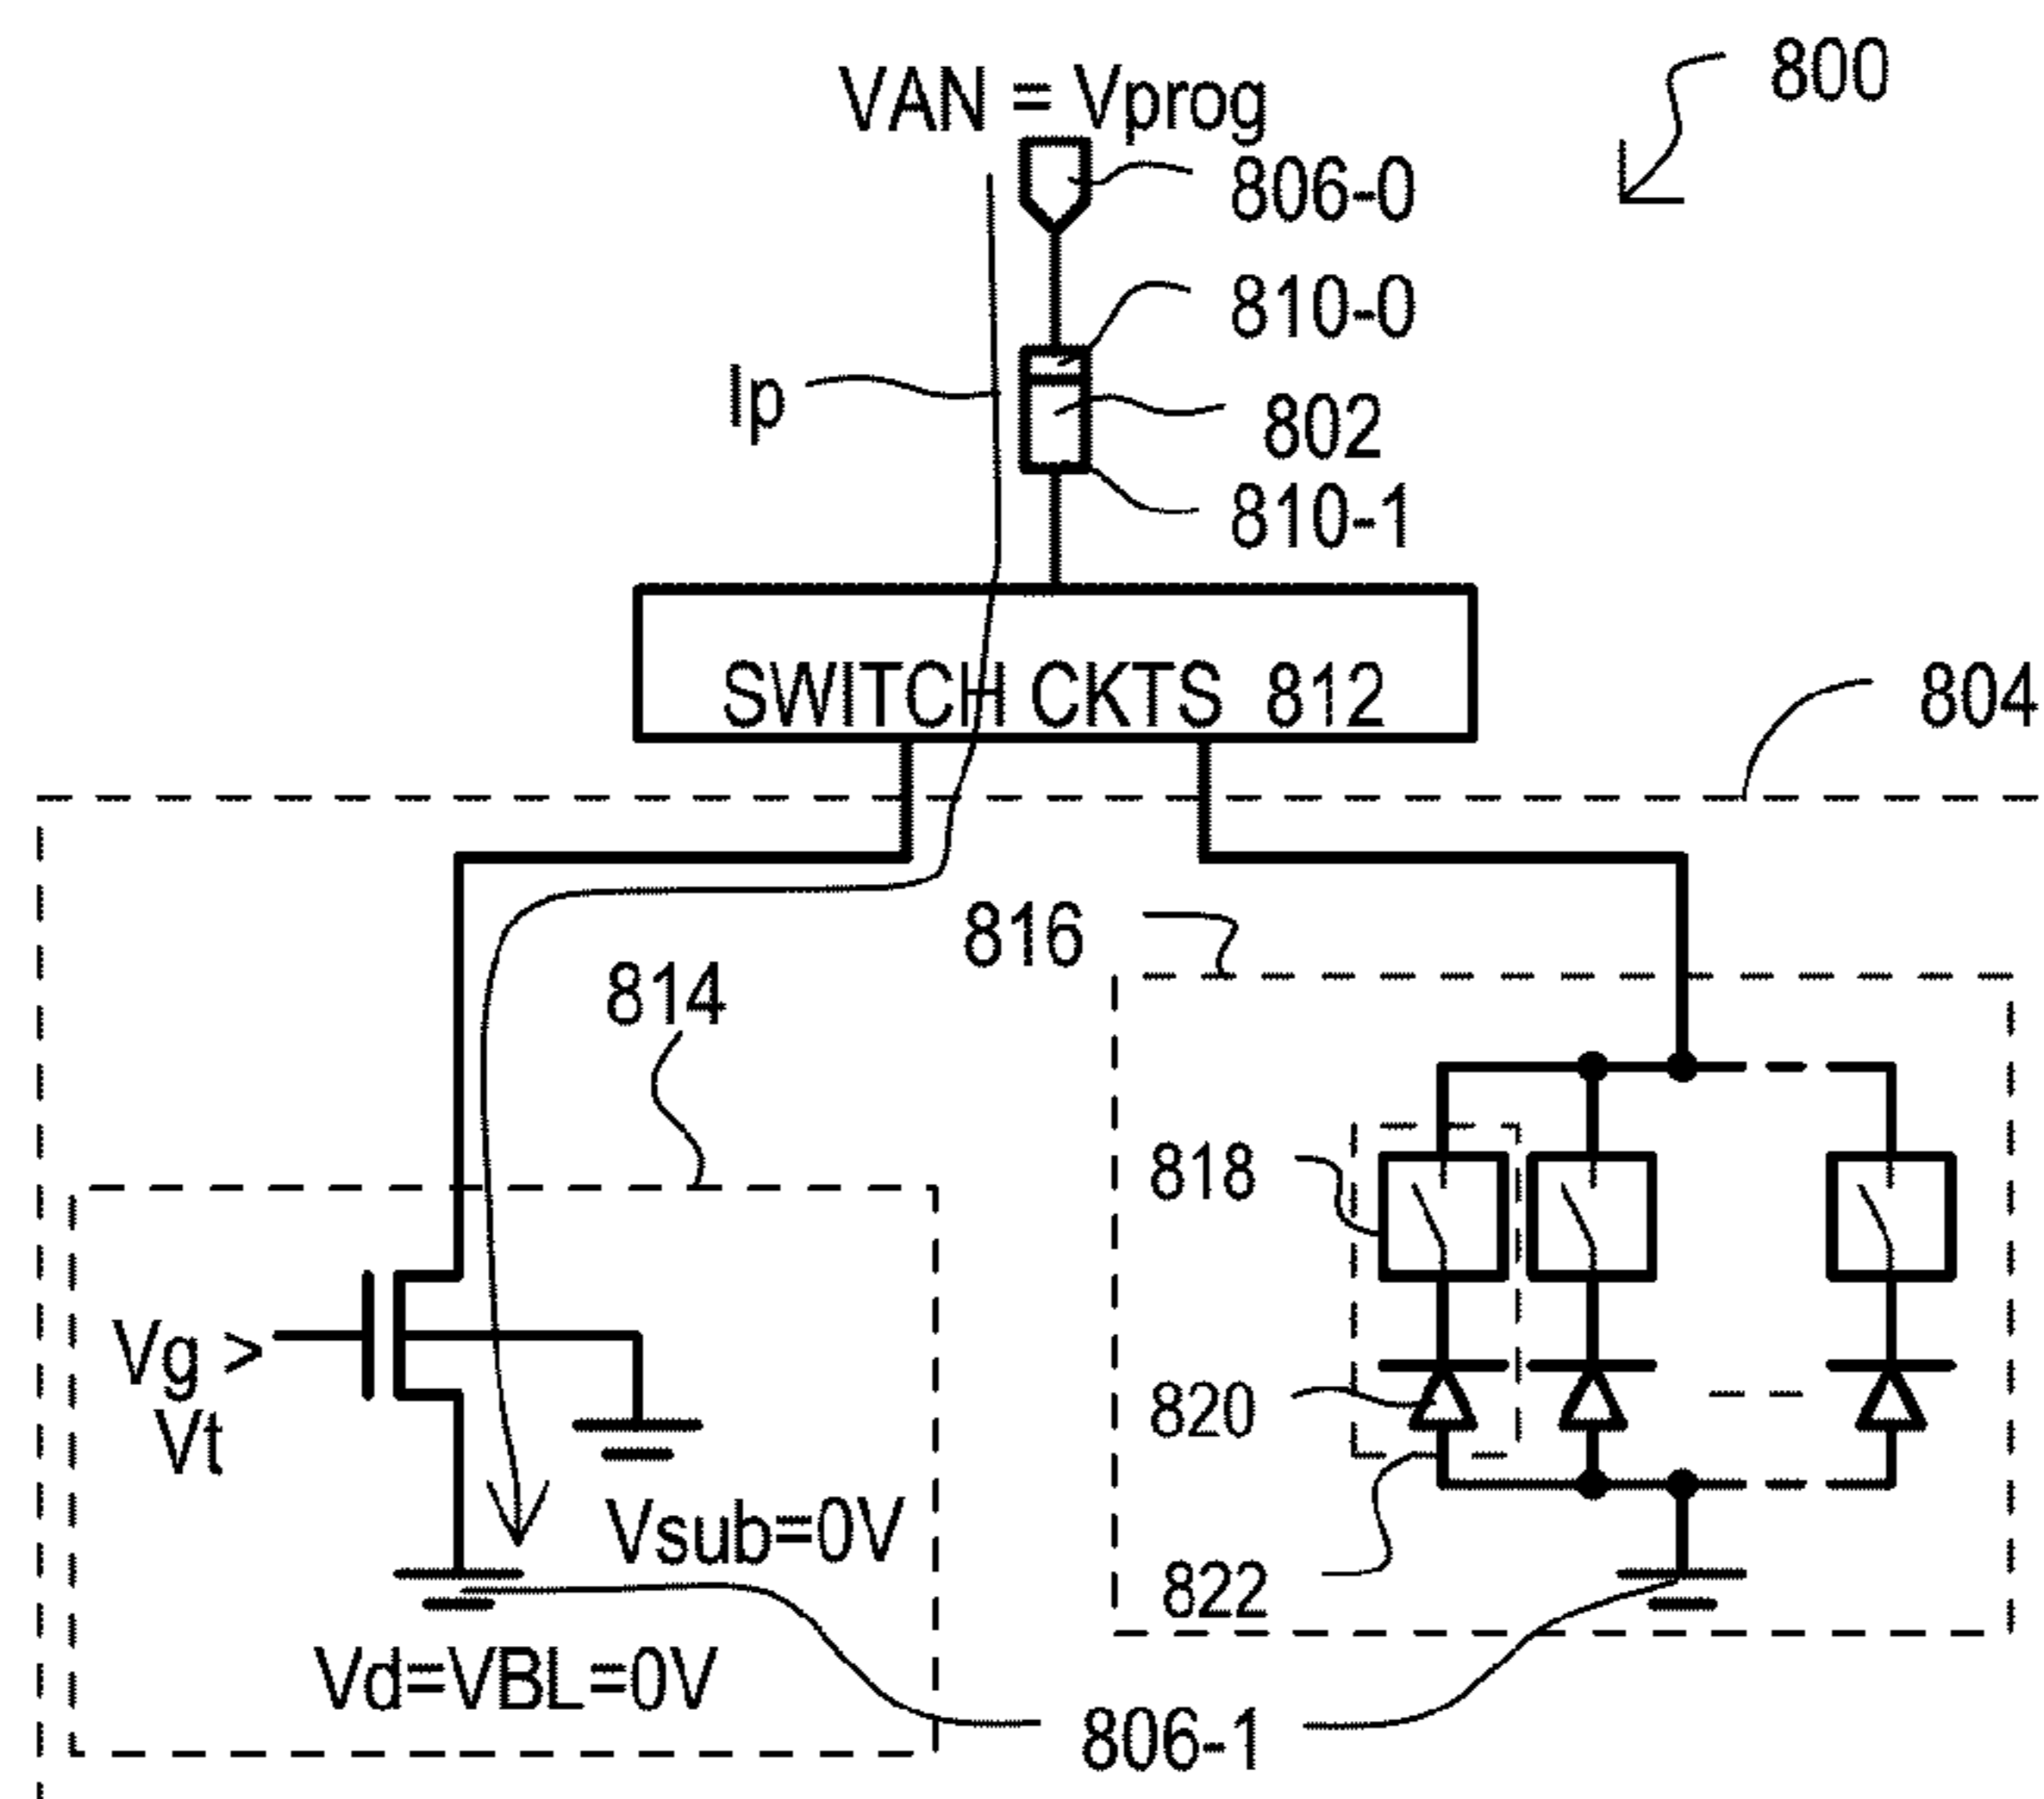 800
VAN = Vprog
806-0
810-0
Ip
802
810-1
SWITCH CKTS 812
804
816
814
818
Vg >
Vt
820
Vsub=0V
822
Vd=VBL=0V
806-1